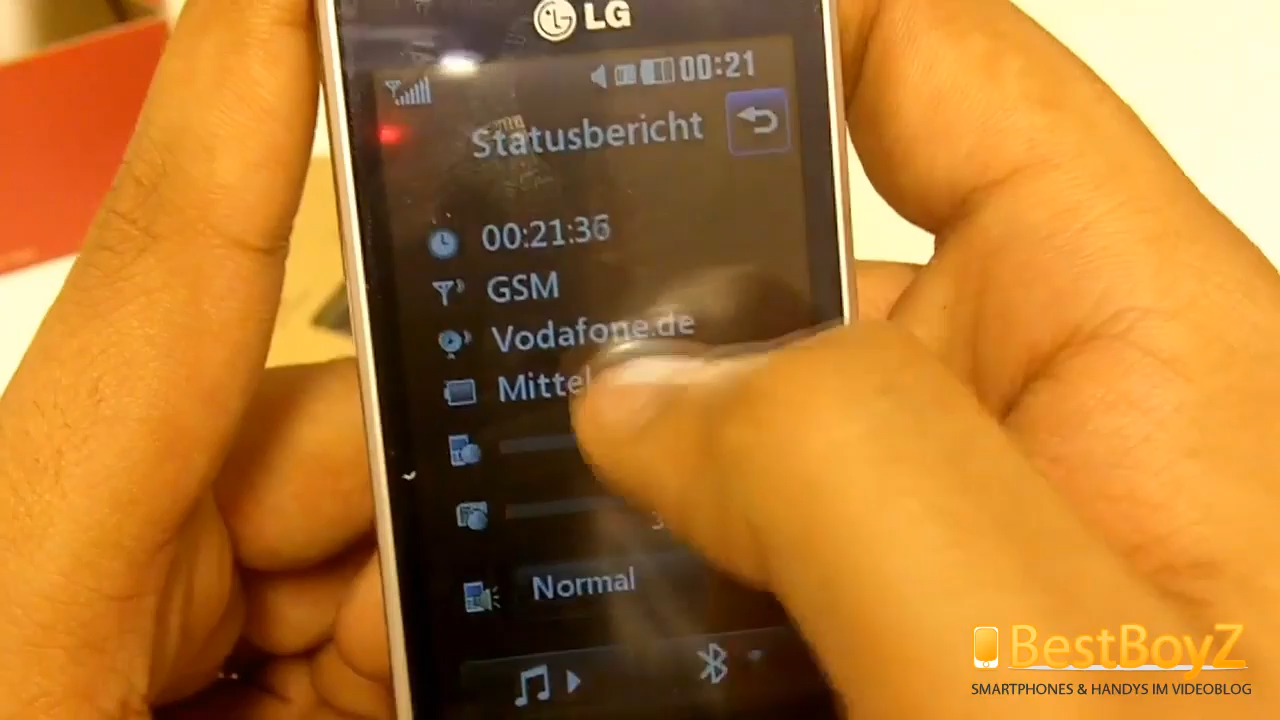 LG
00:21
Statusbericht
00:21:36
GSM
Vodafone.de
Normal
BestBoyZ
SMARTPHONES & HANDYS IM VIDEOBLOG